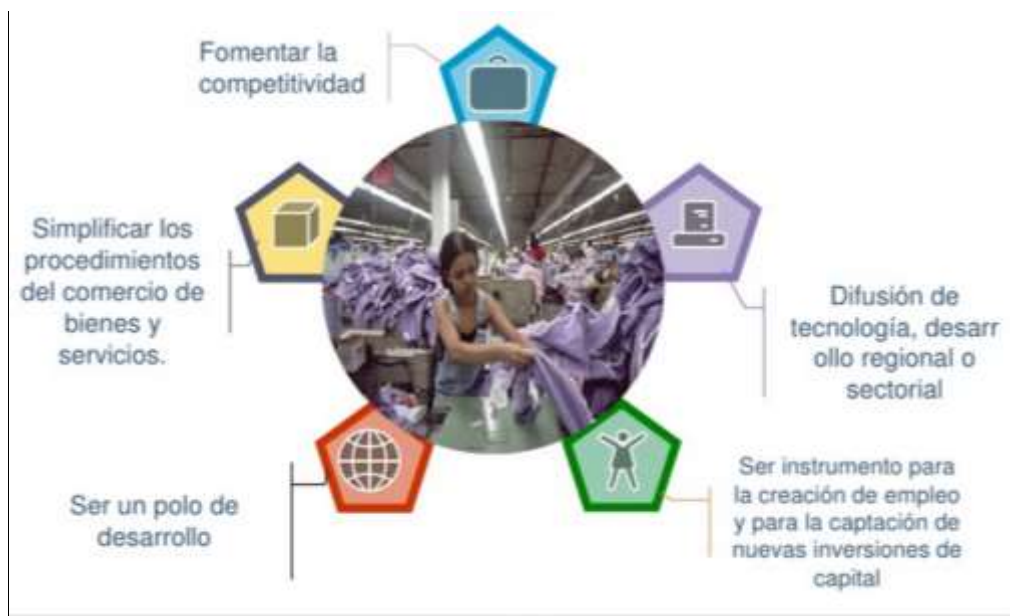 Fomentar la
competitividad
Simplificar los
procedimientos
del comercio de
bienes y
servicios.
Difusión de
tecnología, desarr
ollo regional o
sectorial
Ser un polo de
desarrollo
Ser instrumento para
la creación de empleo
y para la captación de
nuevas inversiones de
capital